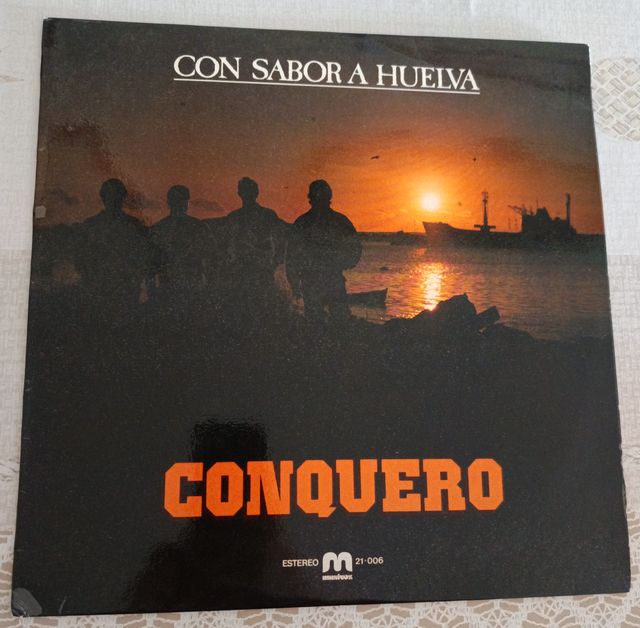 CON SABOR A HUELVA
CONQUERO
ESTEREO M 21-006